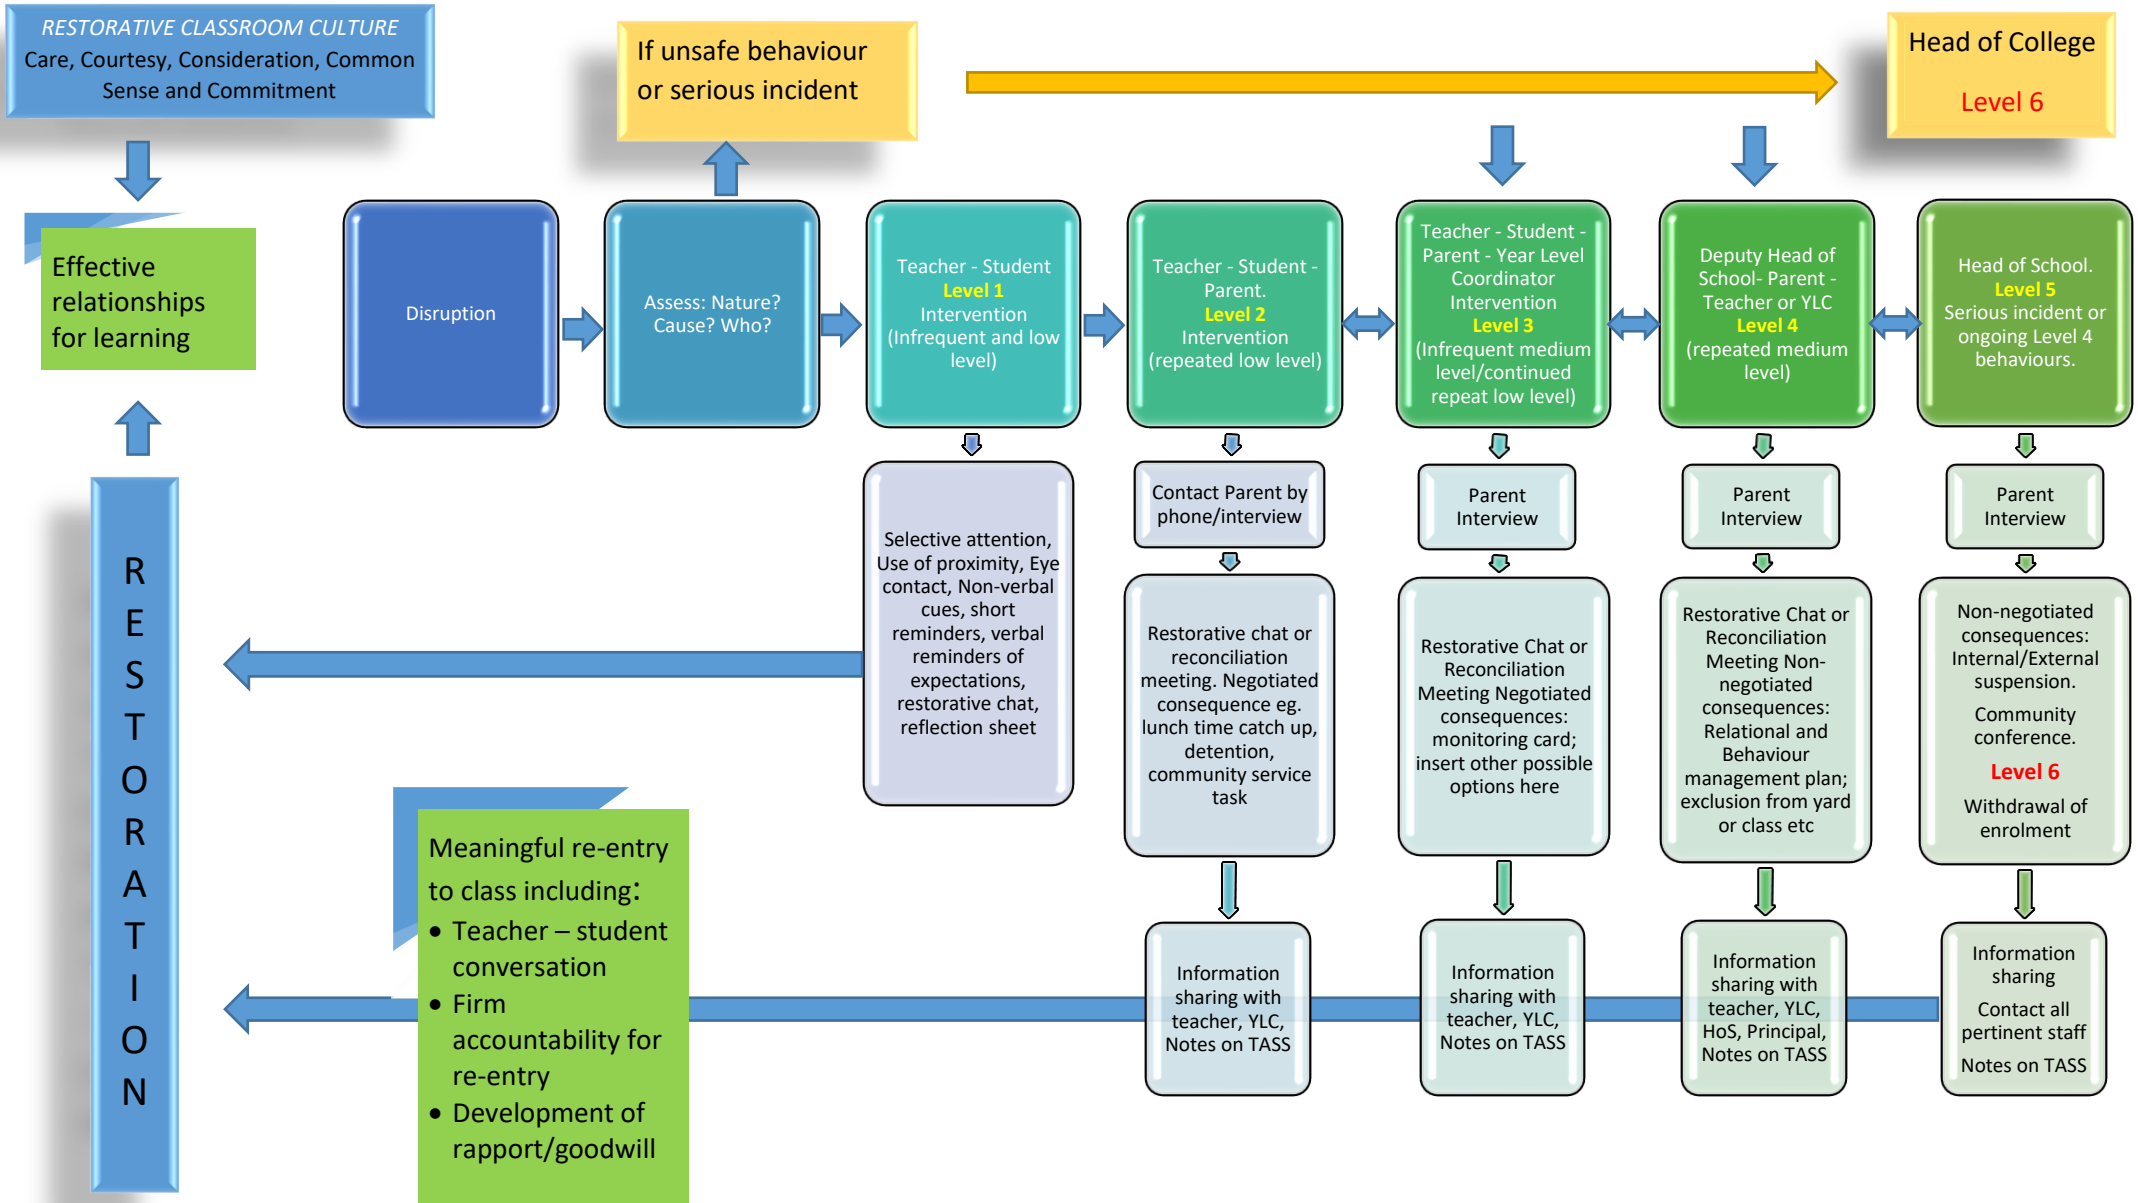 RESTORATIVE CLASSROOM CULTURE
Care, Courtesy, Consideration, Common
Sense and Commitment
If unsafe behaviour
or serious incident
Head of College
Level 6
Effective
relationships
for learning
Disruption
Assess: Nature?
Cause? Who?
Teacher - Student
Level 1
Intervention
(Infrequent and low
level)
Teacher - Student -
Parent.
Level 2
Intervention
(repeated low level)
Teacher - Student -
Parent - Year Level
Coordinator
Intervention
Level 3
(Infrequent medium
level/continued
repeat low level)
Deputy Head of
School- Parent -
Teacher or YLC
Level 4
(repeated medium
level)
Head of School.
Level 5
Serious incident or
ongoing Level 4
behaviours.
Selective attention,
Use of proximity, Eye
contact, Non-verbal
cues, short
reminders, verbal
reminders of
expectations,
restorative chat,
reflection sheet
Contact Parent by
phone/interview
Restorative chat or
reconciliation
meeting. Negotiated
consequence eg.
lunch time catch up,
detention,
community service
task
Information
sharing with
teacher, YLC,
Notes on TASS
Parent
Interview
Restorative Chat or
Reconciliation
Meeting Negotiated
consequences:
monitoring card;
insert other possible
options here
Information
sharing with
teacher, YLC,
Notes on TASS
Parent
Interview
Restorative Chat or
Reconciliation
Meeting Non-
negotiated
consequences:
Relational and
Behaviour
management plan;
exclusion from yard
or class etc
Information
sharing with
teacher, YLC,
HoS, Principal,
Notes on TASS
Parent
Interview
Non-negotiated
consequences:
Internal/External
suspension.
Community
conference.
Level 6
Withdrawal of
enrolment
Information
sharing
Contact all
pertinent staff
Notes on TASS
R
E
S
T
O
R
A
T
I
O
N
Meaningful re-entry
to class including:
• Teacher – student
conversation
• Firm
accountability for
re-entry
• Development of
rapport/goodwill